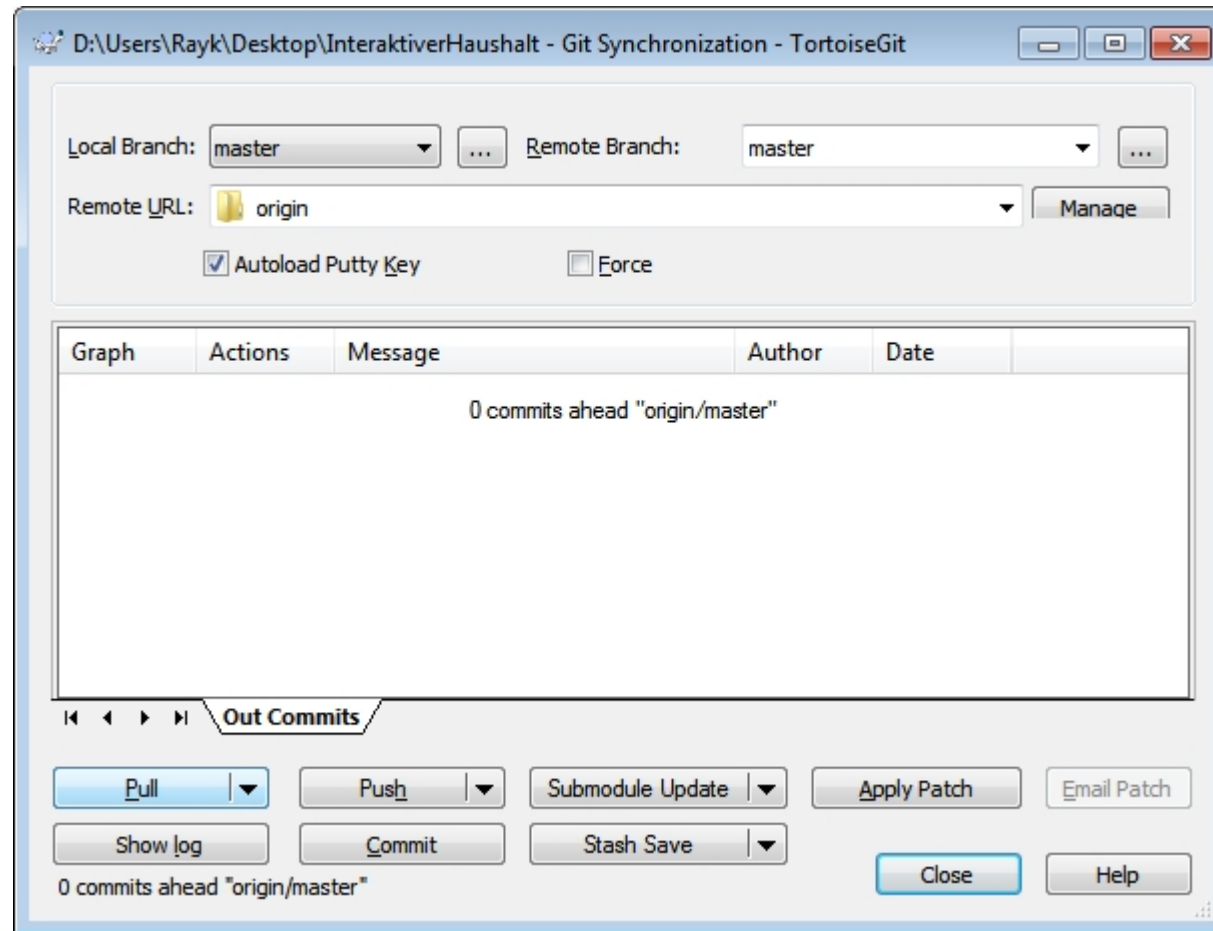 D:\Users\Rayk\Desktop\InteraktiverHaushalt - Git Synchronization - TortoiseGit
Local Branch: master ... Remote Branch: master ...
Remote URL: origin Manage
Autoload Putty Key Force
Graph Actions Message Author Date
0 commits ahead "origin/master"
Out Commits
Pull Push Submodule Update Apply Patch Email Patch
Show log Commit Stash Save
Close Help
0 commits ahead "origin/master"